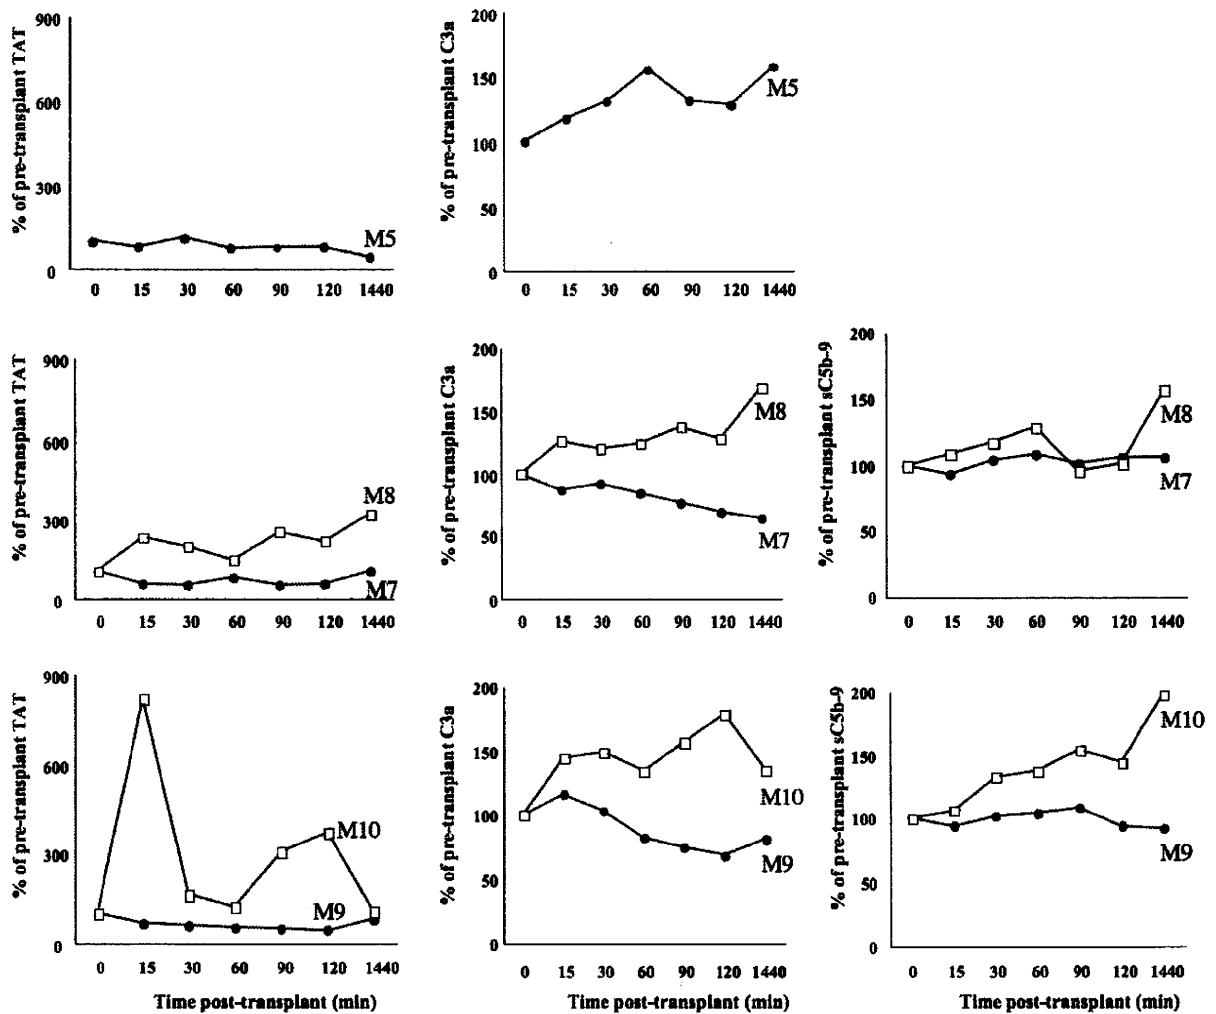 % of pre-transplant TAT
900
600
300
0
M5
0 15 30 60 90 120 1440
% of pre-transplant C3a
200
150
100
50
0
M5
0 15 30 60 90 120 1440
% of pre-transplant TAT
900
600
300
0
M8
M7
0 15 30 60 90 120 1440
% of pre-transplant C3a
200
150
100
50
0
M8
M7
0 15 30 60 90 120 1440
% of pre-transplant sC5b-9
200
150
100
50
0
M8
M7
0 15 30 60 90 120 1440
% of pre-transplant TAT
900
600
300
0
M10
M9
0 15 30 60 90 120 1440
Time post-transplant (min)
% of pre-transplant C3a
200
150
100
50
0
M10
M9
0 15 30 60 90 120 1440
Time post-transplant (min)
% of pre-transplant sC5b-9
200
150
100
50
0
M10
M9
0 15 30 60 90 120 1440
Time post-transplant (min)